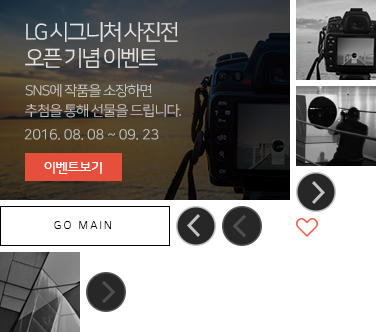 LG 시그니처 사진전
오픈 기념 이벤트
SNS에 작품을 소장하면
추첨을 통해 선물을 드립니다.
2016. 08. 08 ~ 09. 23
이벤트보기
GO MAIN